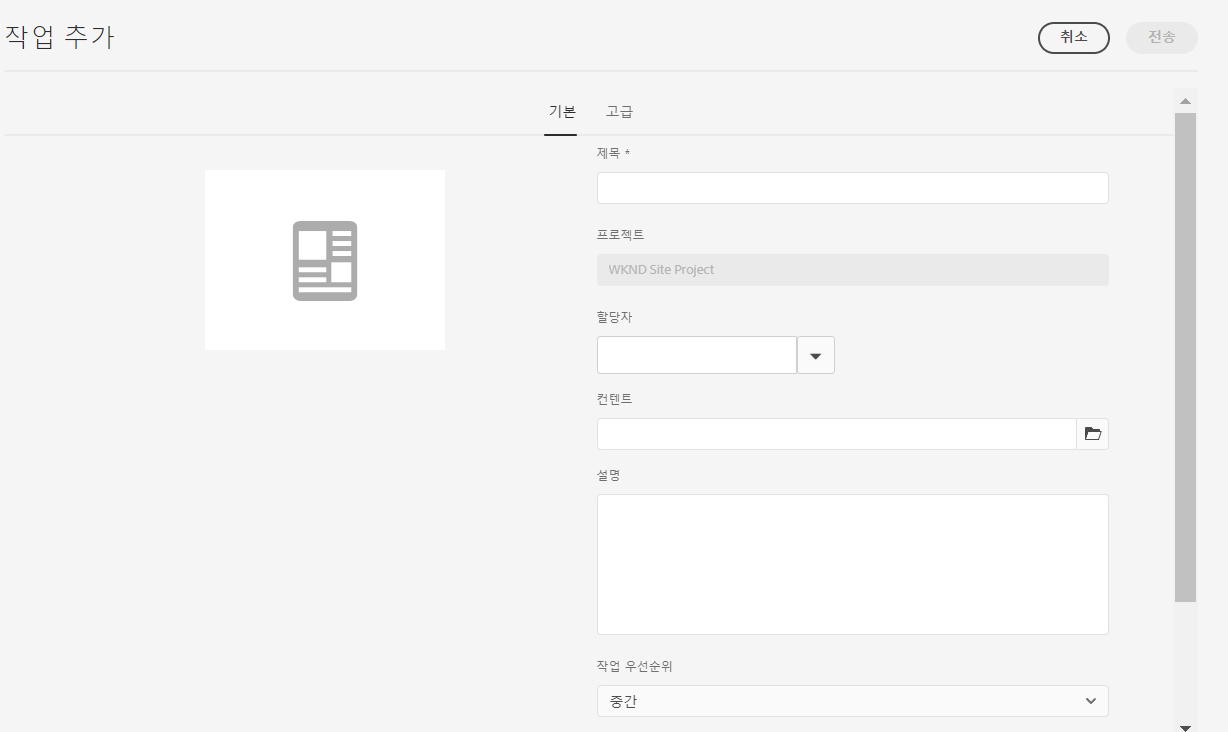 작업 추가
취소
전송
기본
고급
제목 *
프로젝트
WKND Site Project
할당자
컨텐트
설명
작업 우선순위
중간